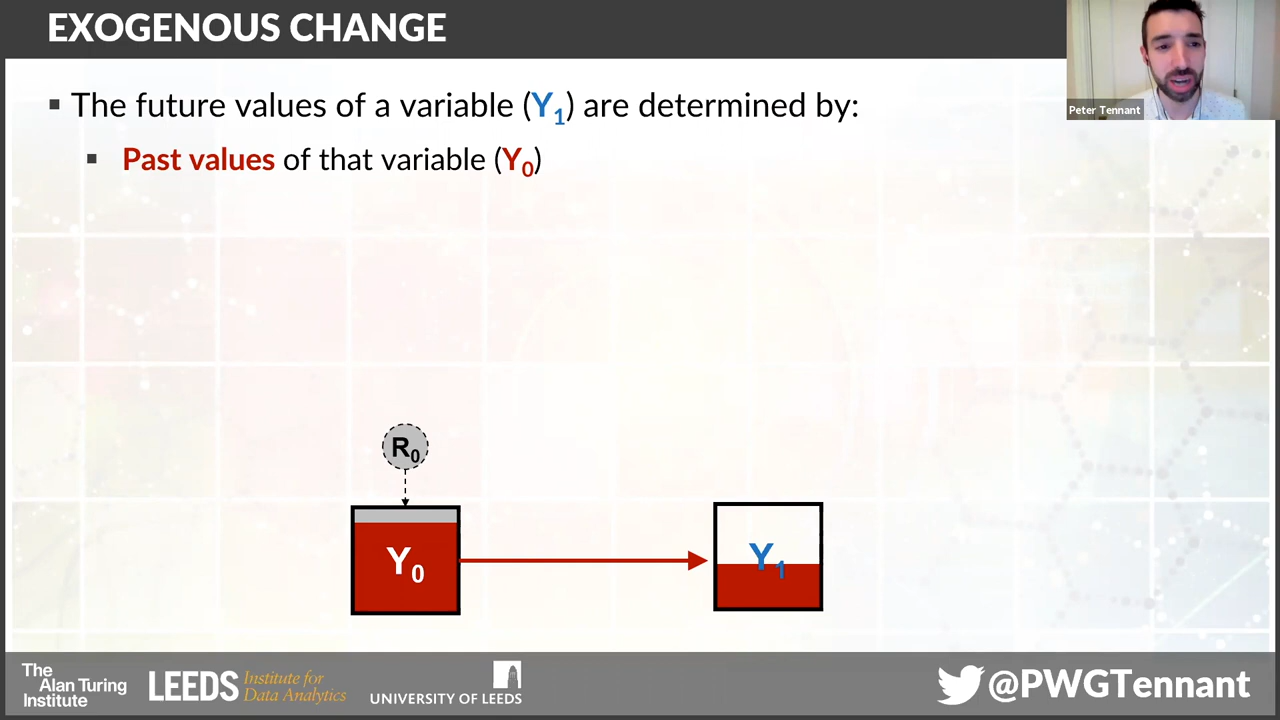 EXOGENOUS CHANGE
▪ The future values of a variable (Y₁) are determined by:
▪ Past values of that variable (Y₀)
Peter Tennant
R₀
Y₀
Y₁
The
Alan Turing
Institute
LEEDS Institute for
Data Analytics
UNIVERSITY OF LEEDS
@PWGTennant